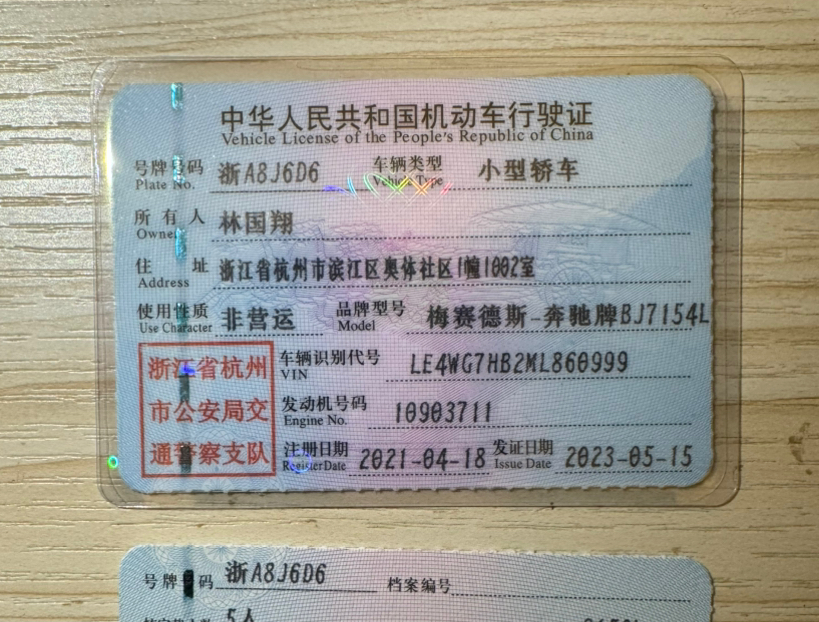 中华人民共和国机动车行驶证
Vehicle License of the People's Republic of China
号牌号码 浙A8J6D6 车辆类型 小型轿车
Plate No. Vehicle Type
所有人 林国翔
Owner
住址 浙江省杭州市滨江区奥体社区1幢1002室
Address
使用性质 非营运 品牌型号 梅赛德斯-奔驰牌BJ7154L
Use Character Model
浙江省杭州 车辆识别代号 LE4WG7HB2ML860999
VIN
市公安局交 发动机号码 10903711
Engine No.
通警察支队 注册日期 2021-04-18 发证日期 2023-05-15
Register Date Issue Date
号牌号码 浙A8J6D6 档案编号
5人